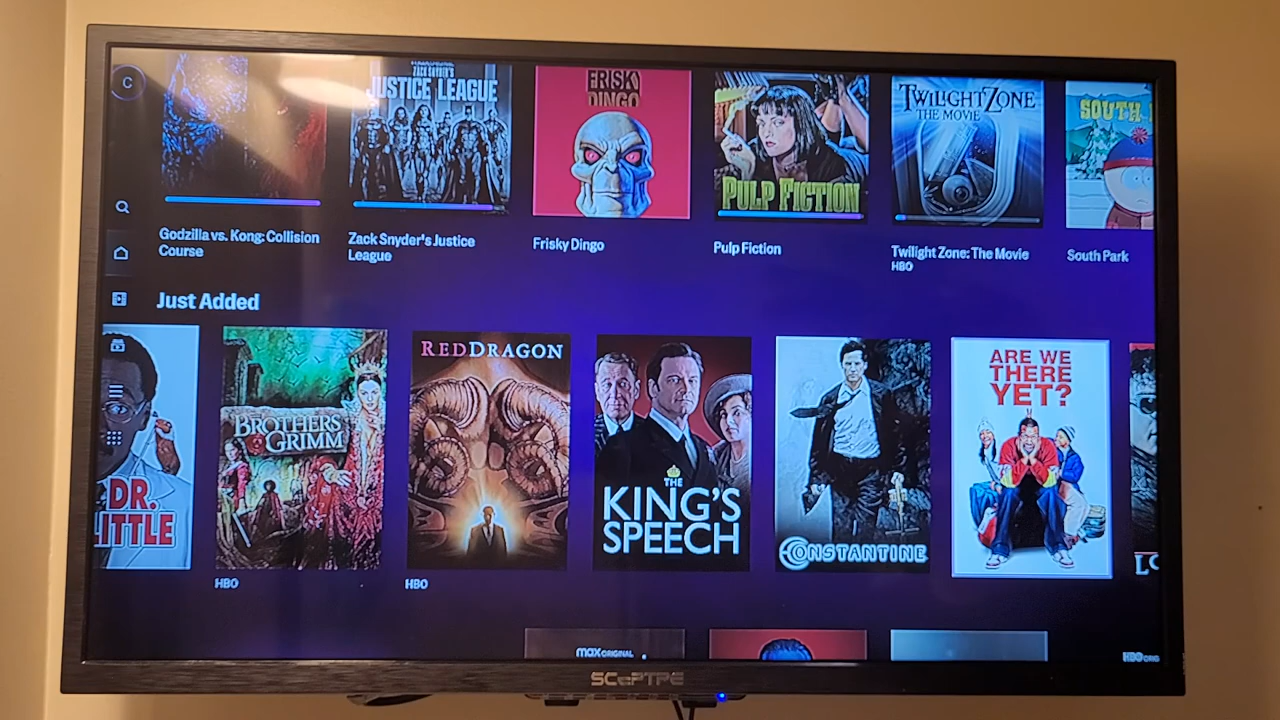 C
ZACK SNYDER'S
JUSTICE LEAGUE
FRISKY
DINGO
PULP FICTION
TWILIGHT ZONE
THE MOVIE
SOUTH
Godzilla vs. Kong: Collision
Course
Zack Snyder's Justice
League
Frisky Dingo
Pulp Fiction
Twilight Zone: The Movie
HBO
South Park
Just Added
DR.
LITTLE
BROTHERS
GRIMM
HBO
RED DRAGON
HBO
THE
KING'S
SPEECH
CONSTANTINE
ARE WE
THERE
YET?
max ORIGINAL
HBO ORIG
SCEPTRE